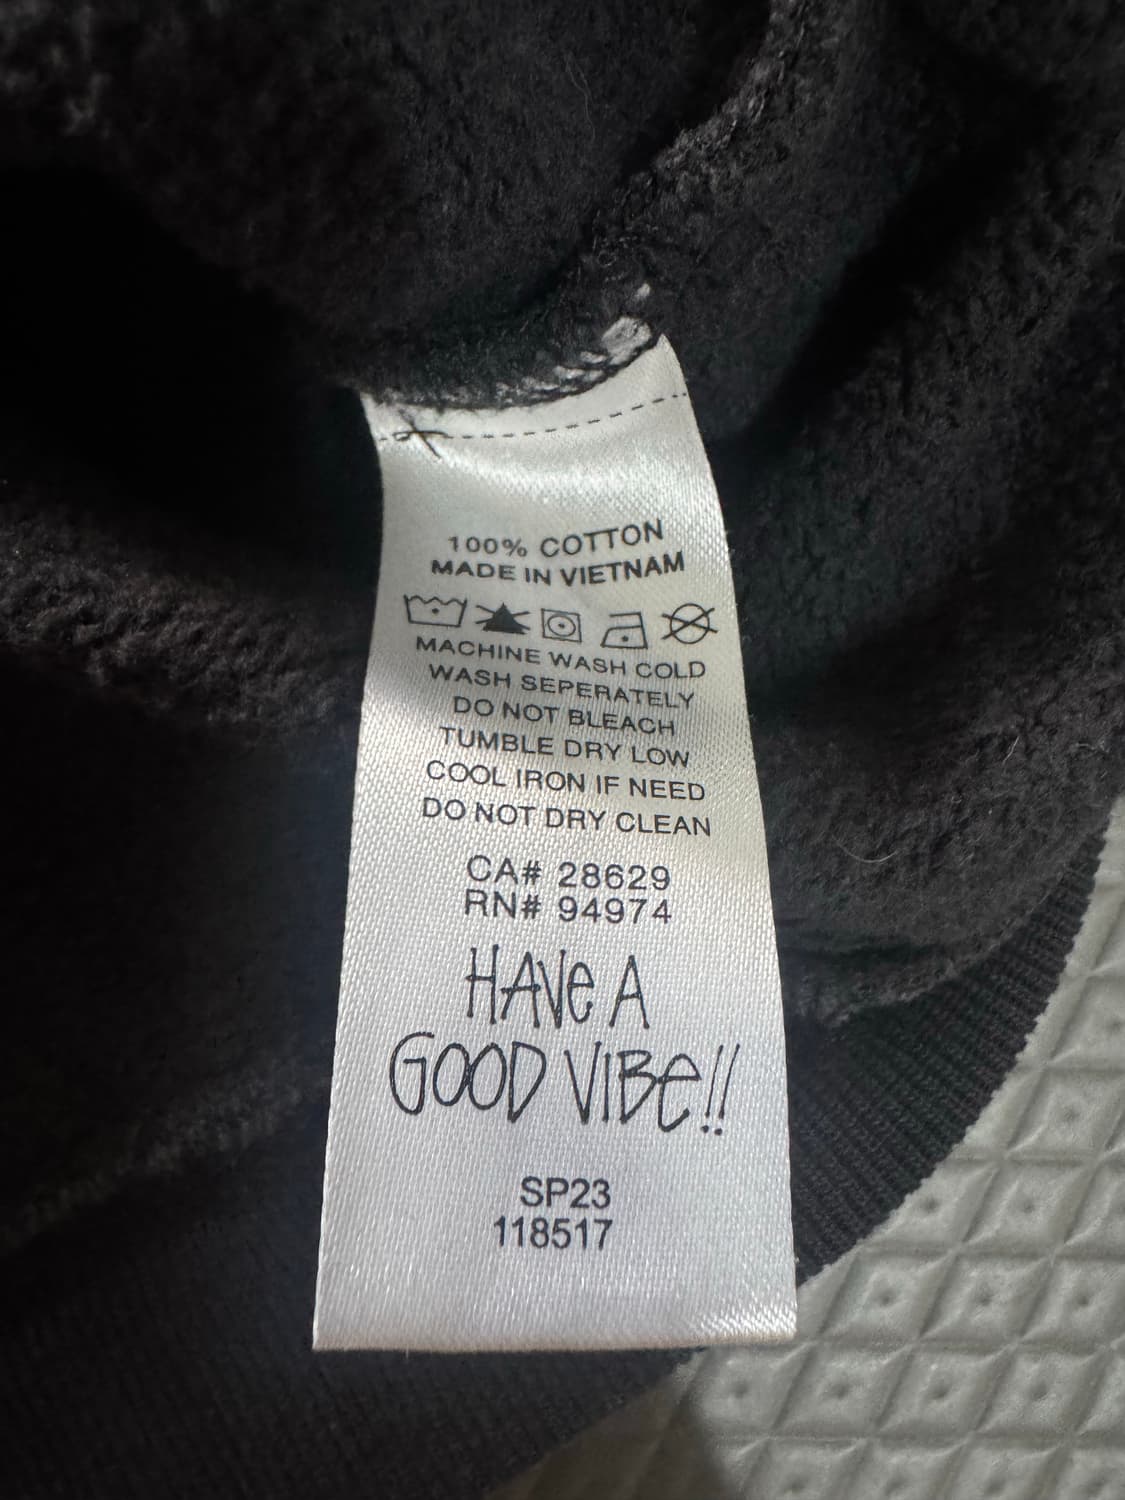 100% COTTON
MADE IN VIETNAM
MACHINE WASH COLD
WASH SEPERATELY
DO NOT BLEACH
TUMBLE DRY LOW
COOL IRON IF NEED
DO NOT DRY CLEAN
CA# 28629
RN# 94974
HAVe A
GOOD VIBe!!
SP23
118517